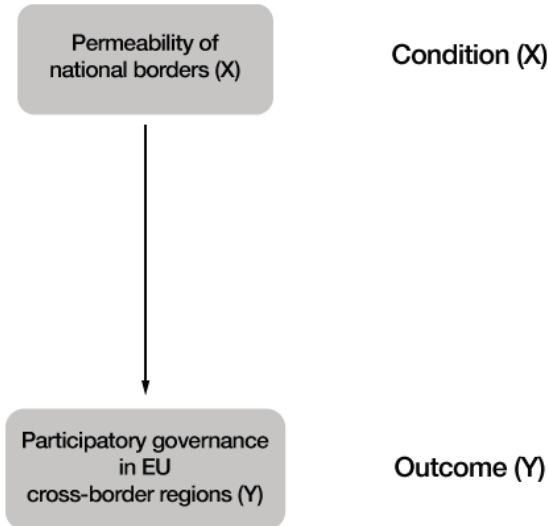 Permeability of
national borders (X)
Condition (X)
Participatory governance
in EU
cross-border regions (Y)
Outcome (Y)